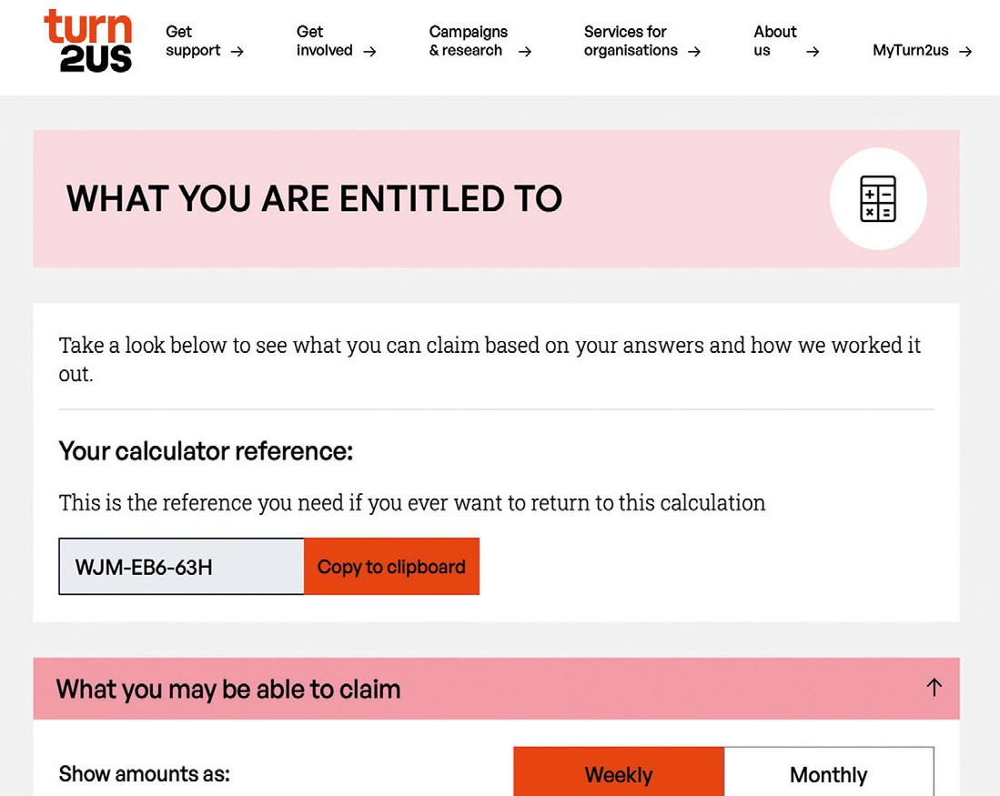 turn
2us
Get
support →
Get
involved →
Campaigns
& research →
Services for
organisations →
About
us →
MyTurn2us →
WHAT YOU ARE ENTITLED TO
Take a look below to see what you can claim based on your answers and how we worked it
out.
Your calculator reference:
This is the reference you need if you ever want to return to this calculation
WJM-EB6-63H Copy to clipboard
What you may be able to claim ↑
Show amounts as: Weekly Monthly